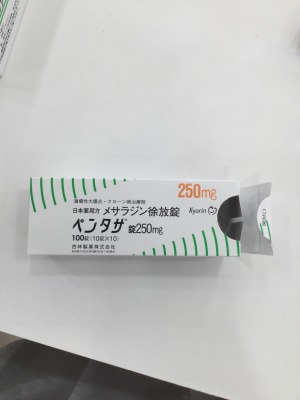 250mg
潰瘍性大腸炎・クローン病治療剤
日本薬局方 メサラジン徐放錠
Kyorin
ペンタサ 錠250mg
100錠(10錠×10)
杏林製薬株式会社